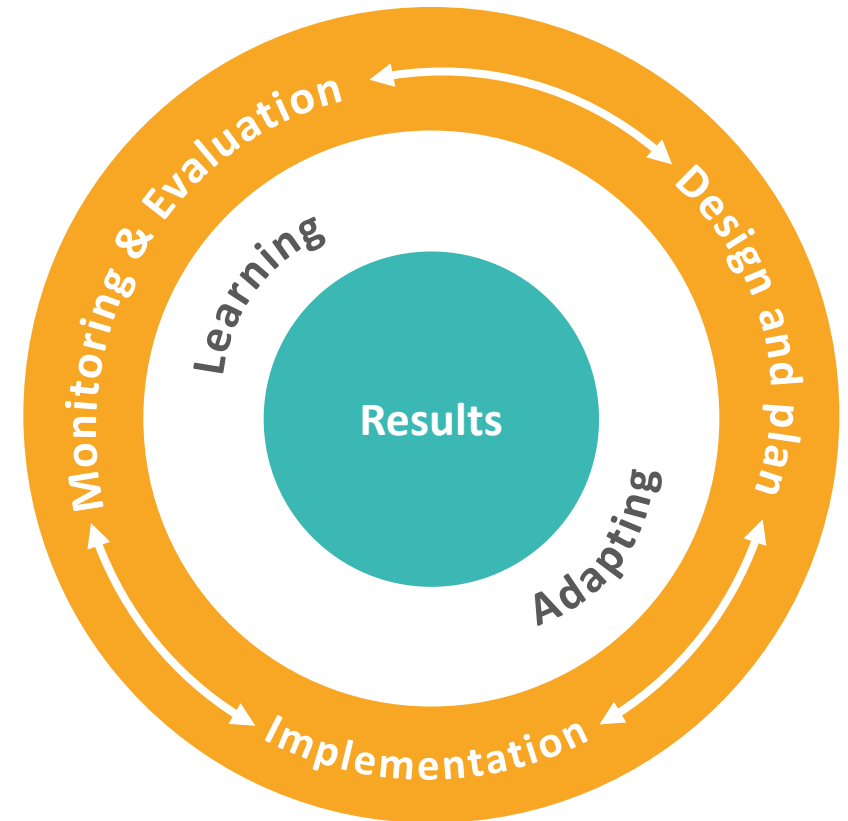 Monitoring & Evaluation
Design and plan
Learning
Results
Adapting
Implementation